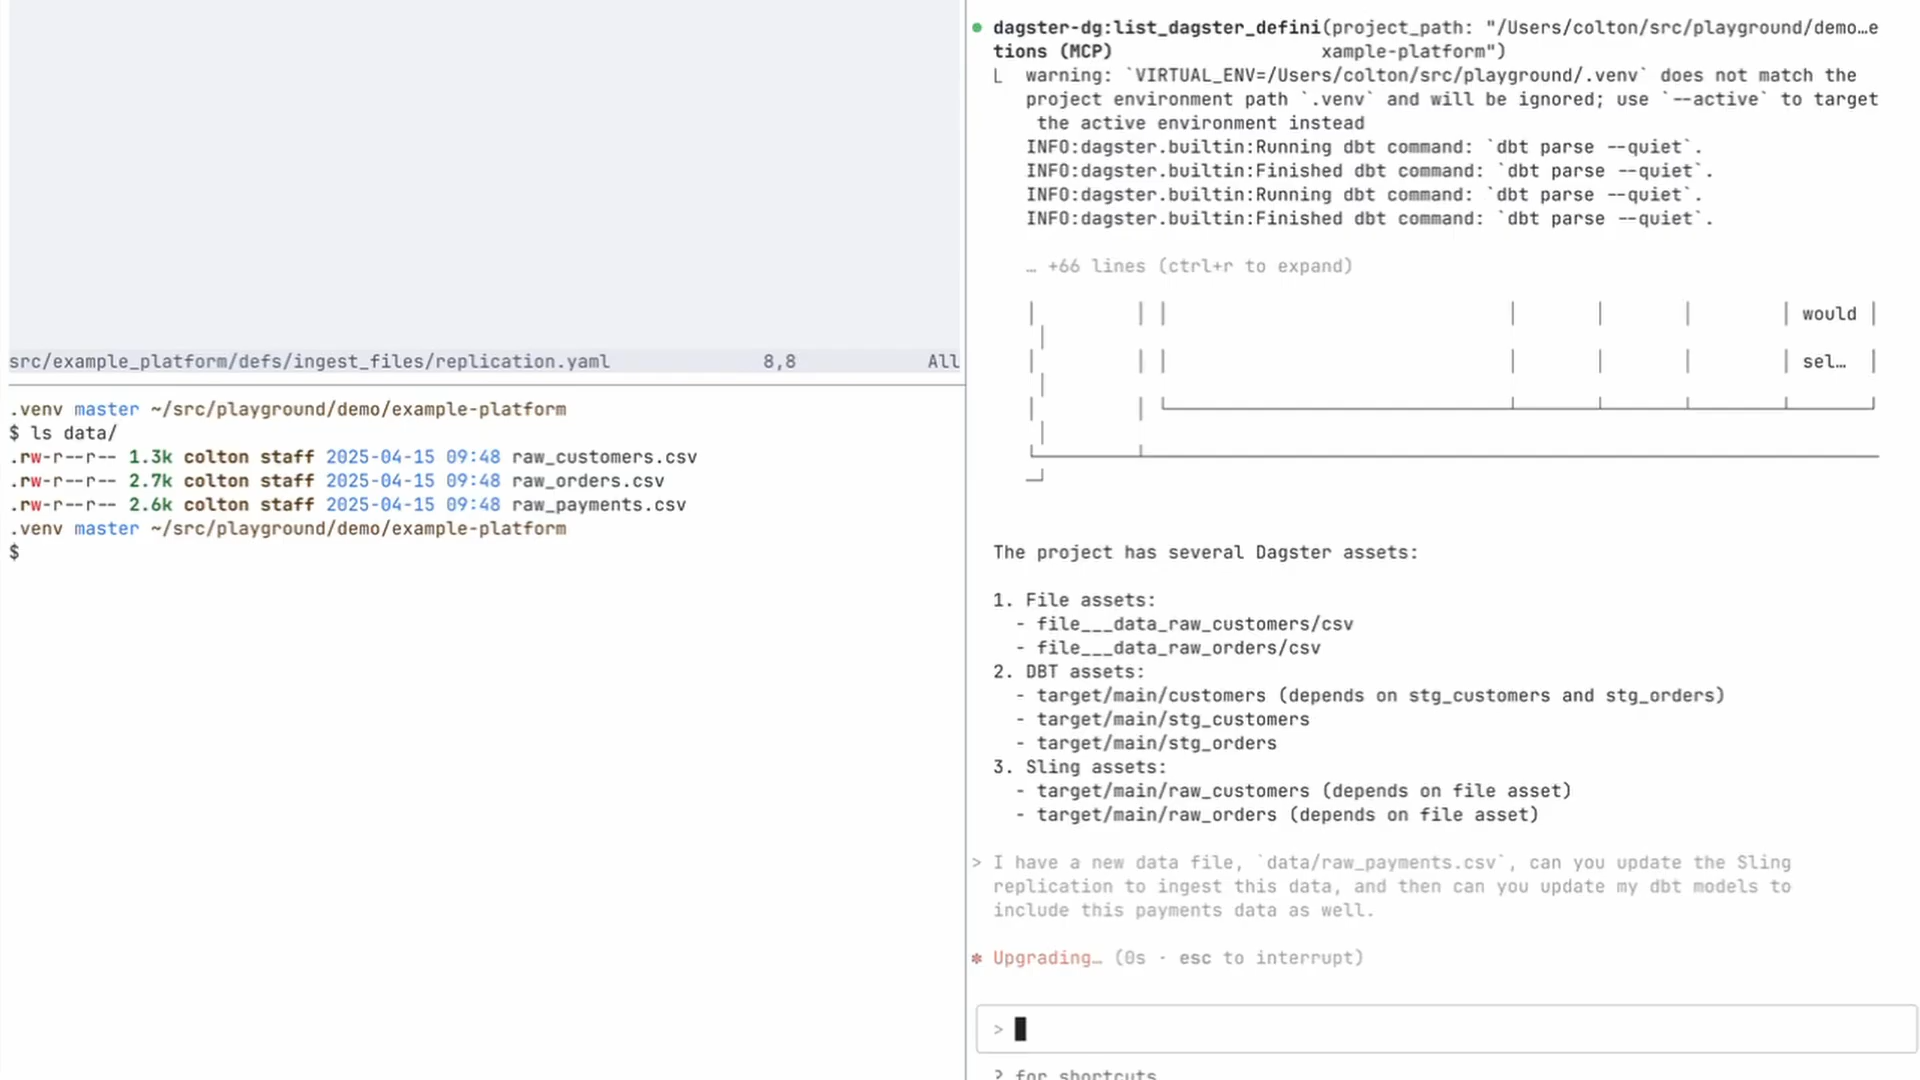 src/example_platform/defs/ingest_files/replication.yaml 8,8 All
.venv master ~/src/playground/demo/example-platform
$ ls data/
.rw-r--r-- 1.3k colton staff 2025-04-15 09:48 raw_customers.csv
.rw-r--r-- 2.7k colton staff 2025-04-15 09:48 raw_orders.csv
.rw-r--r-- 2.6k colton staff 2025-04-15 09:48 raw_payments.csv
.venv master ~/src/playground/demo/example-platform
$
dagster-dg:list_dagster_defini(project_path: "/Users/colton/src/playground/demo…e
tions (MCP) xample-platform")
warning: `VIRTUAL_ENV=/Users/colton/src/playground/.venv` does not match the
project environment path `.venv` and will be ignored; use `--active` to target
the active environment instead
INFO:dagster.builtin:Running dbt command: `dbt parse --quiet`.
INFO:dagster.builtin:Finished dbt command: `dbt parse --quiet`.
INFO:dagster.builtin:Running dbt command: `dbt parse --quiet`.
INFO:dagster.builtin:Finished dbt command: `dbt parse --quiet`.
… +66 lines (ctrl+r to expand)
would
sel…
The project has several Dagster assets:
1. File assets:
- file___data_raw_customers/csv
- file___data_raw_orders/csv
2. DBT assets:
- target/main/customers (depends on stg_customers and stg_orders)
- target/main/stg_customers
- target/main/stg_orders
3. Sling assets:
- target/main/raw_customers (depends on file asset)
- target/main/raw_orders (depends on file asset)
> I have a new data file, `data/raw_payments.csv`, can you update the Sling
replication to ingest this data, and then can you update my dbt models to
include this payments data as well.
✽ Upgrading… (0s · esc to interrupt)
>
? for shortcuts